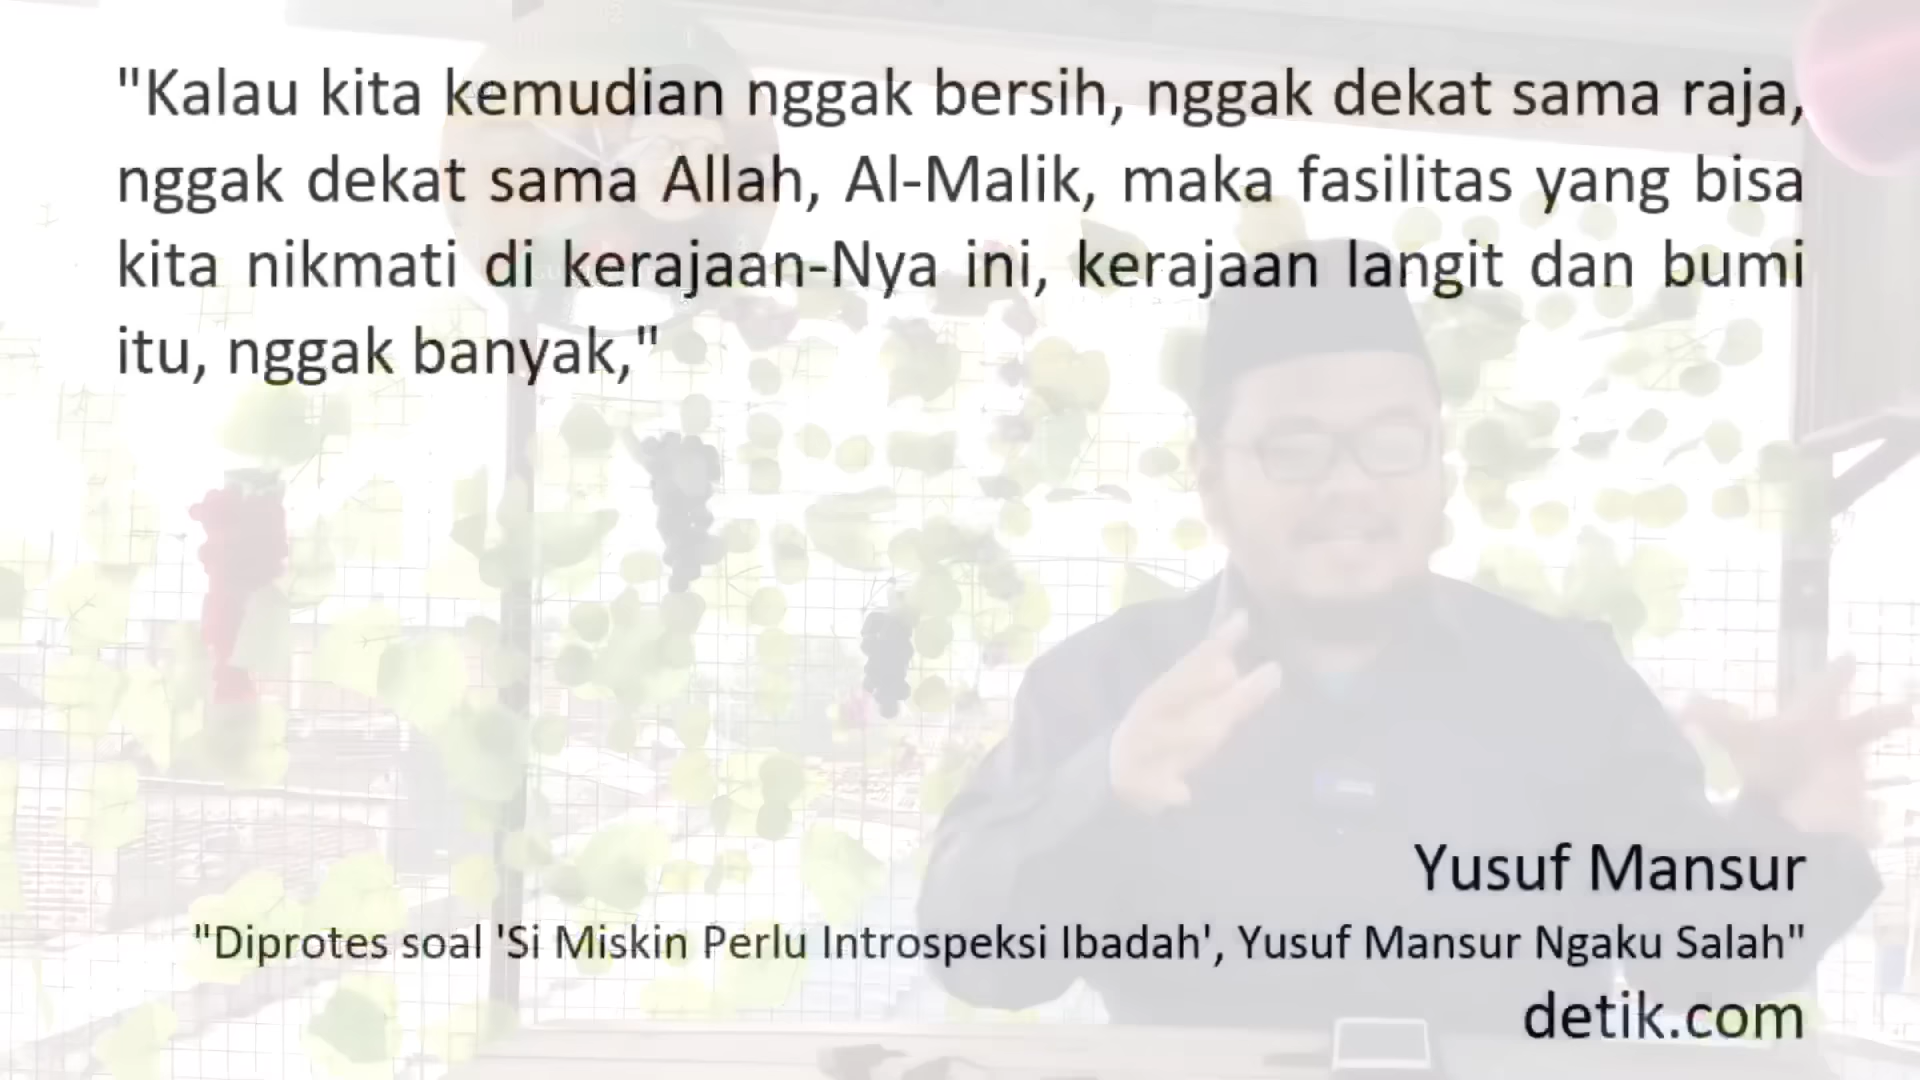 "Kalau kita kemudian nggak bersih, nggak dekat sama raja,
nggak dekat sama Allah, Al-Malik, maka fasilitas yang bisa
kita nikmati di kerajaan-Nya ini, kerajaan langit dan bumi
itu, nggak banyak,"
Yusuf Mansur
"Diprotes soal 'Si Miskin Perlu Introspeksi Ibadah', Yusuf Mansur Ngaku Salah"
detik.com